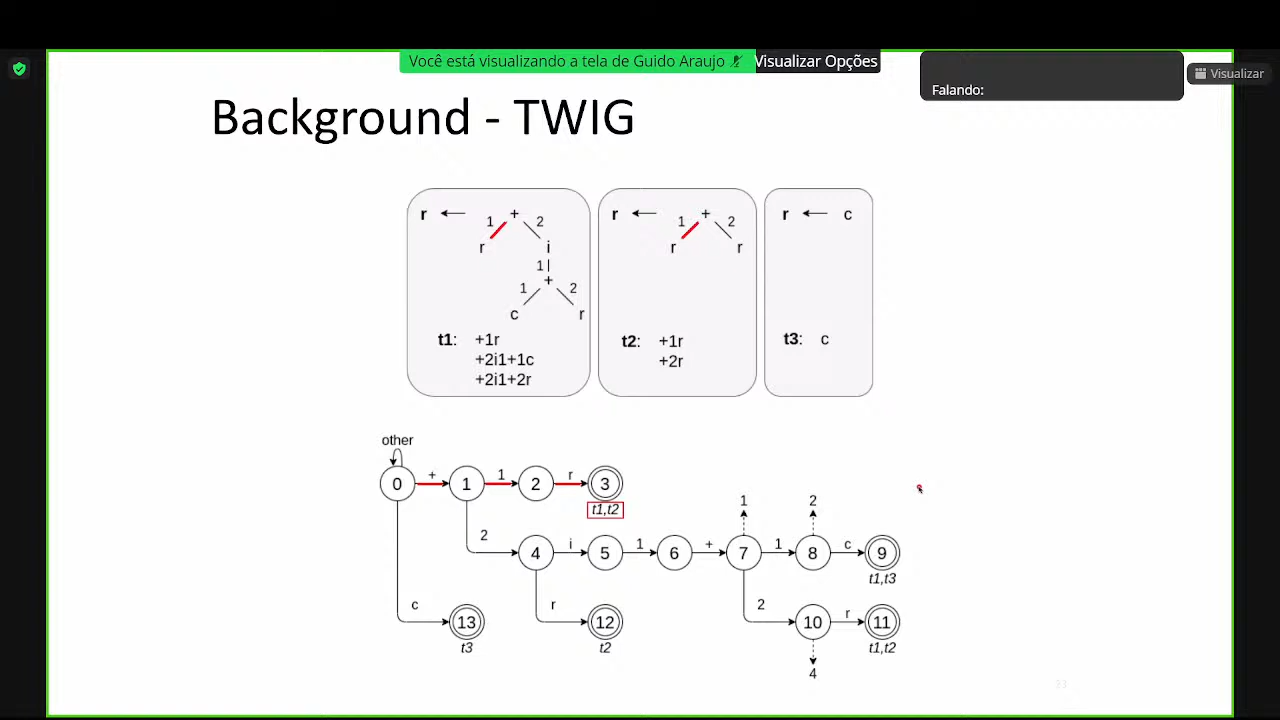 Você está visualizando a tela de Guido Araujo
Visualizar Opções
Falando:
Visualizar
Background - TWIG
r ← + 1 2
r i
1
+
1 2
c r
t1: +1r
+2i1+1c
+2i1+2r
r ← + 1 2
r r
t2: +1r
+2r
r ← c
t3: c
other
0 + 1 1 2 r 3
t1,t2
2 4 i 5 1 6 + 7 1 8 c 9
1 2
t1,t3
c 13
t3
r 12
t2
2 10 r 11
t1,t2
4
23